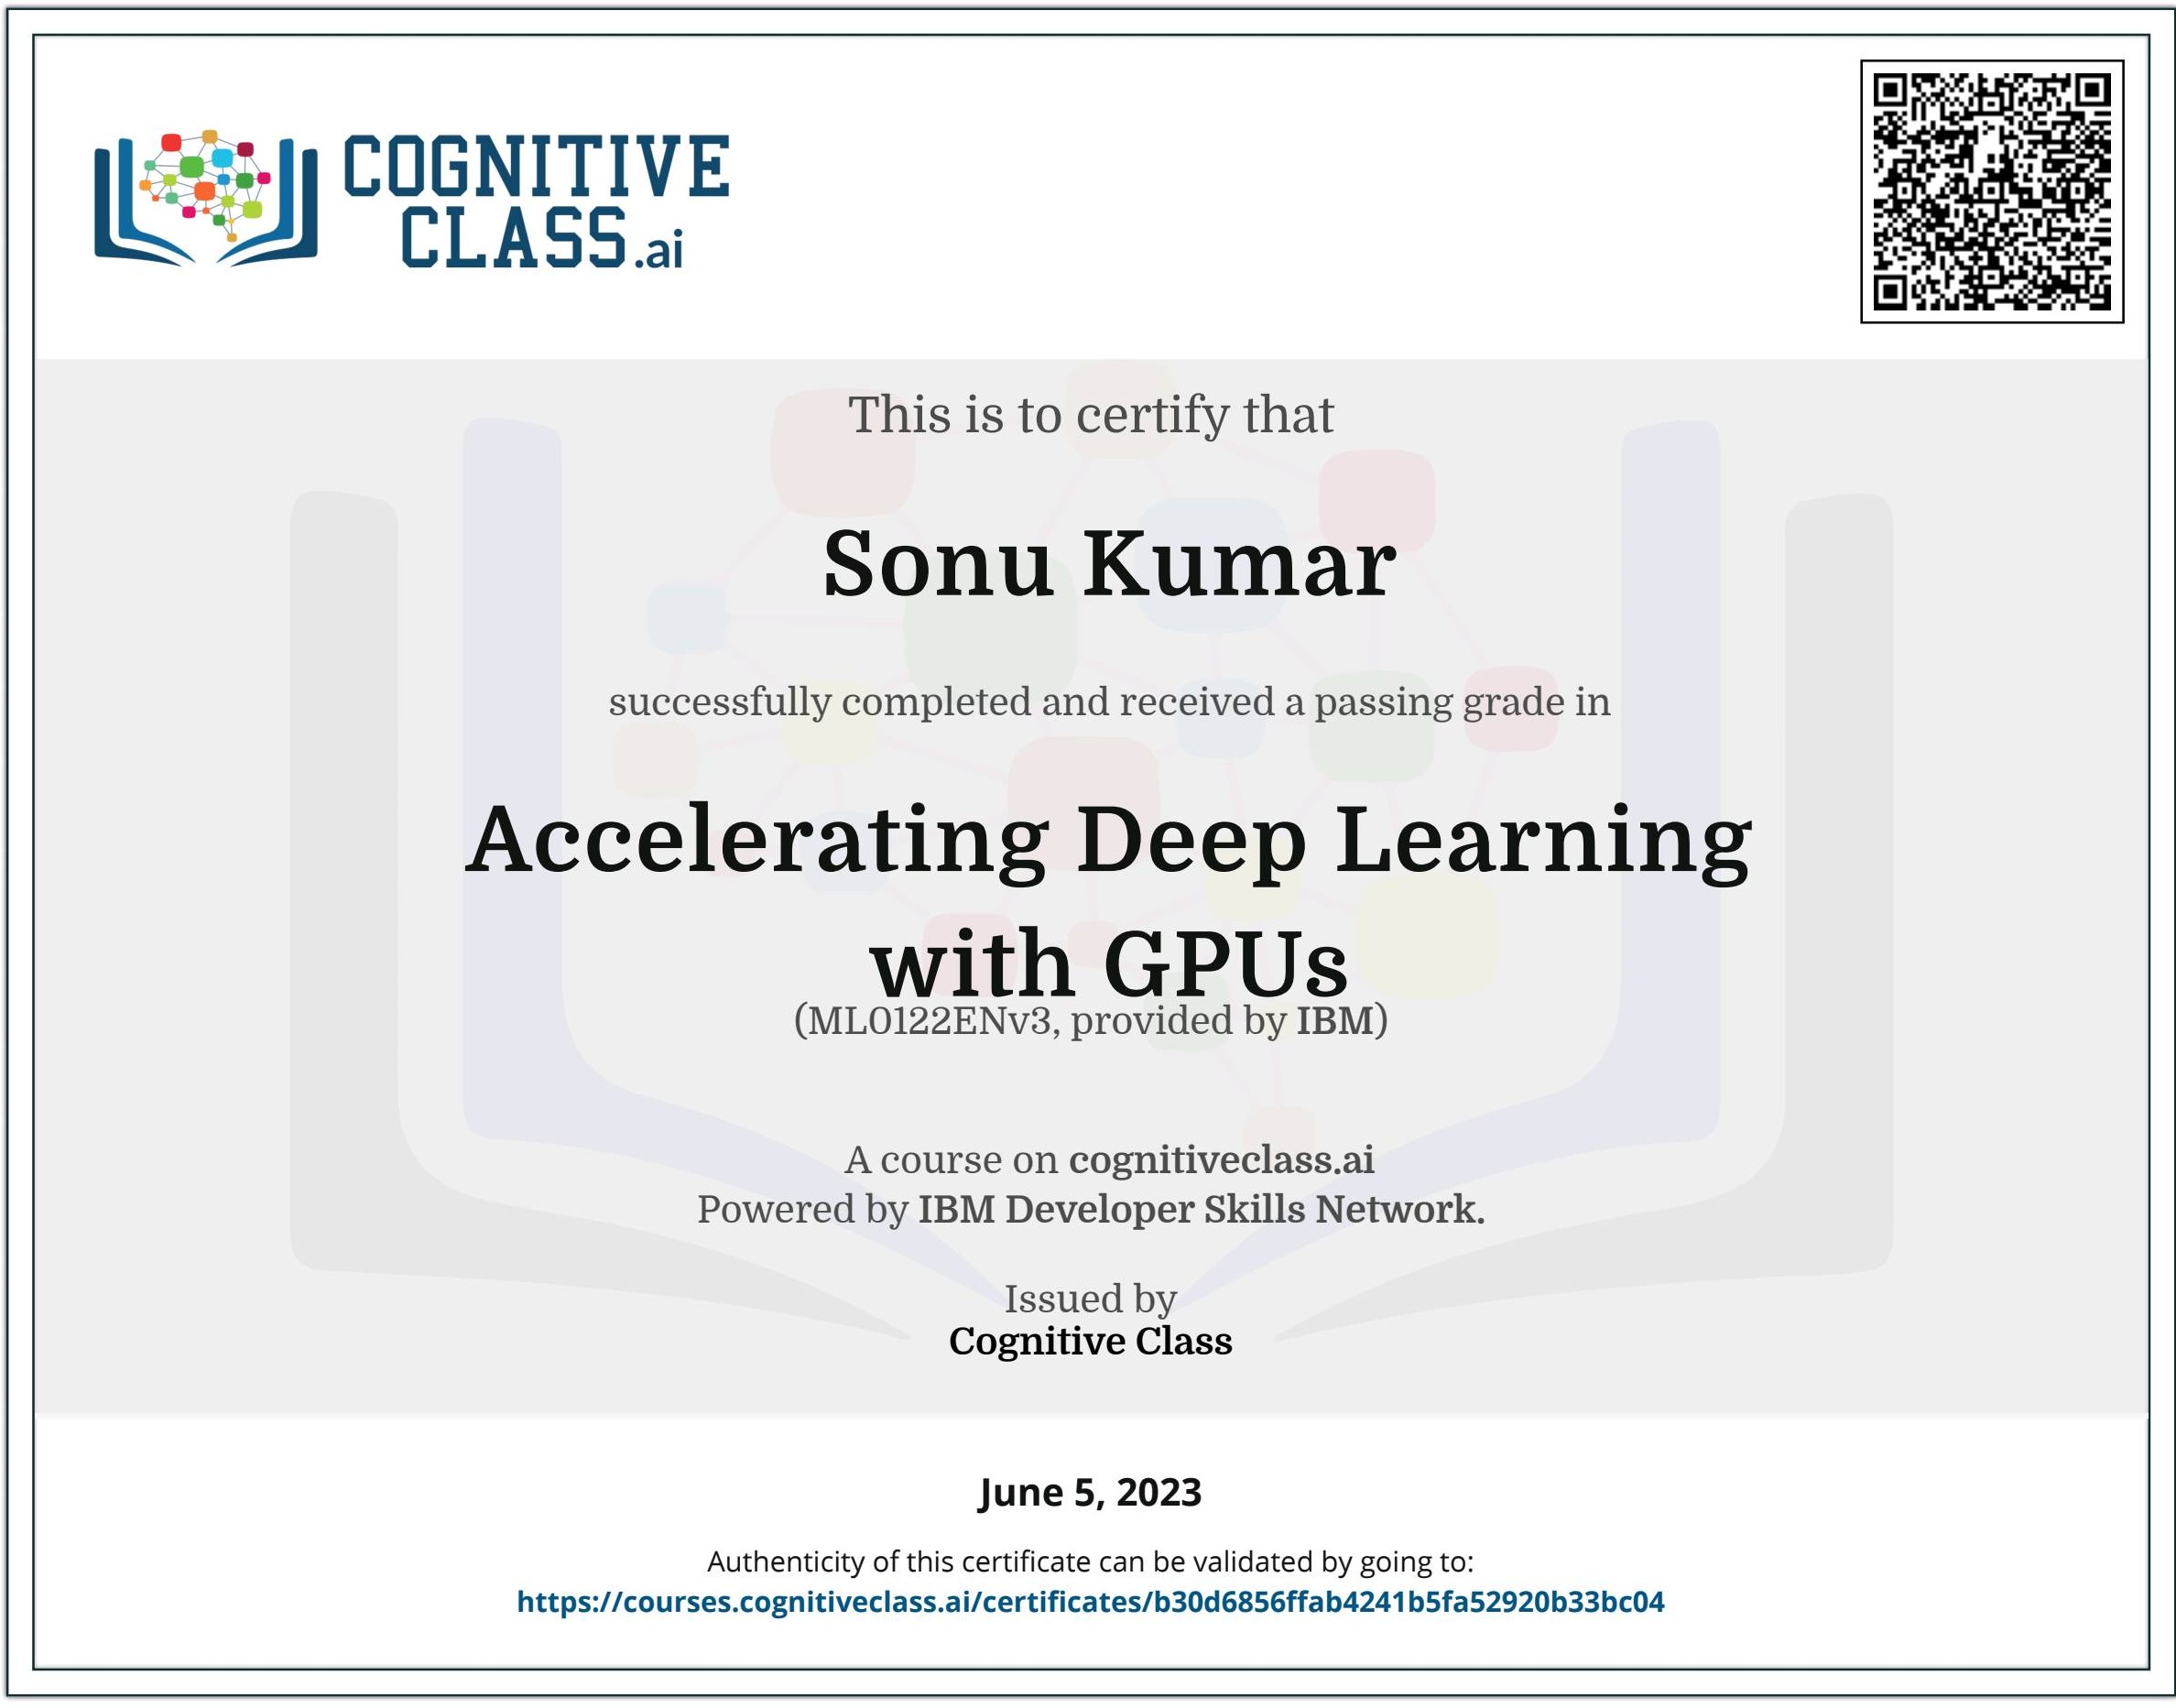 COGNITIVE
CLASS.ai
This is to certify that
Sonu Kumar
successfully completed and received a passing grade in
Accelerating Deep Learning
with GPUs
(ML0122ENv3, provided by IBM)
A course on cognitiveclass.ai
Powered by IBM Developer Skills Network.
Issued by
Cognitive Class
June 5, 2023
Authenticity of this certificate can be validated by going to:
https://courses.cognitiveclass.ai/certificates/b30d6856ffab4241b5fa52920b33bc04